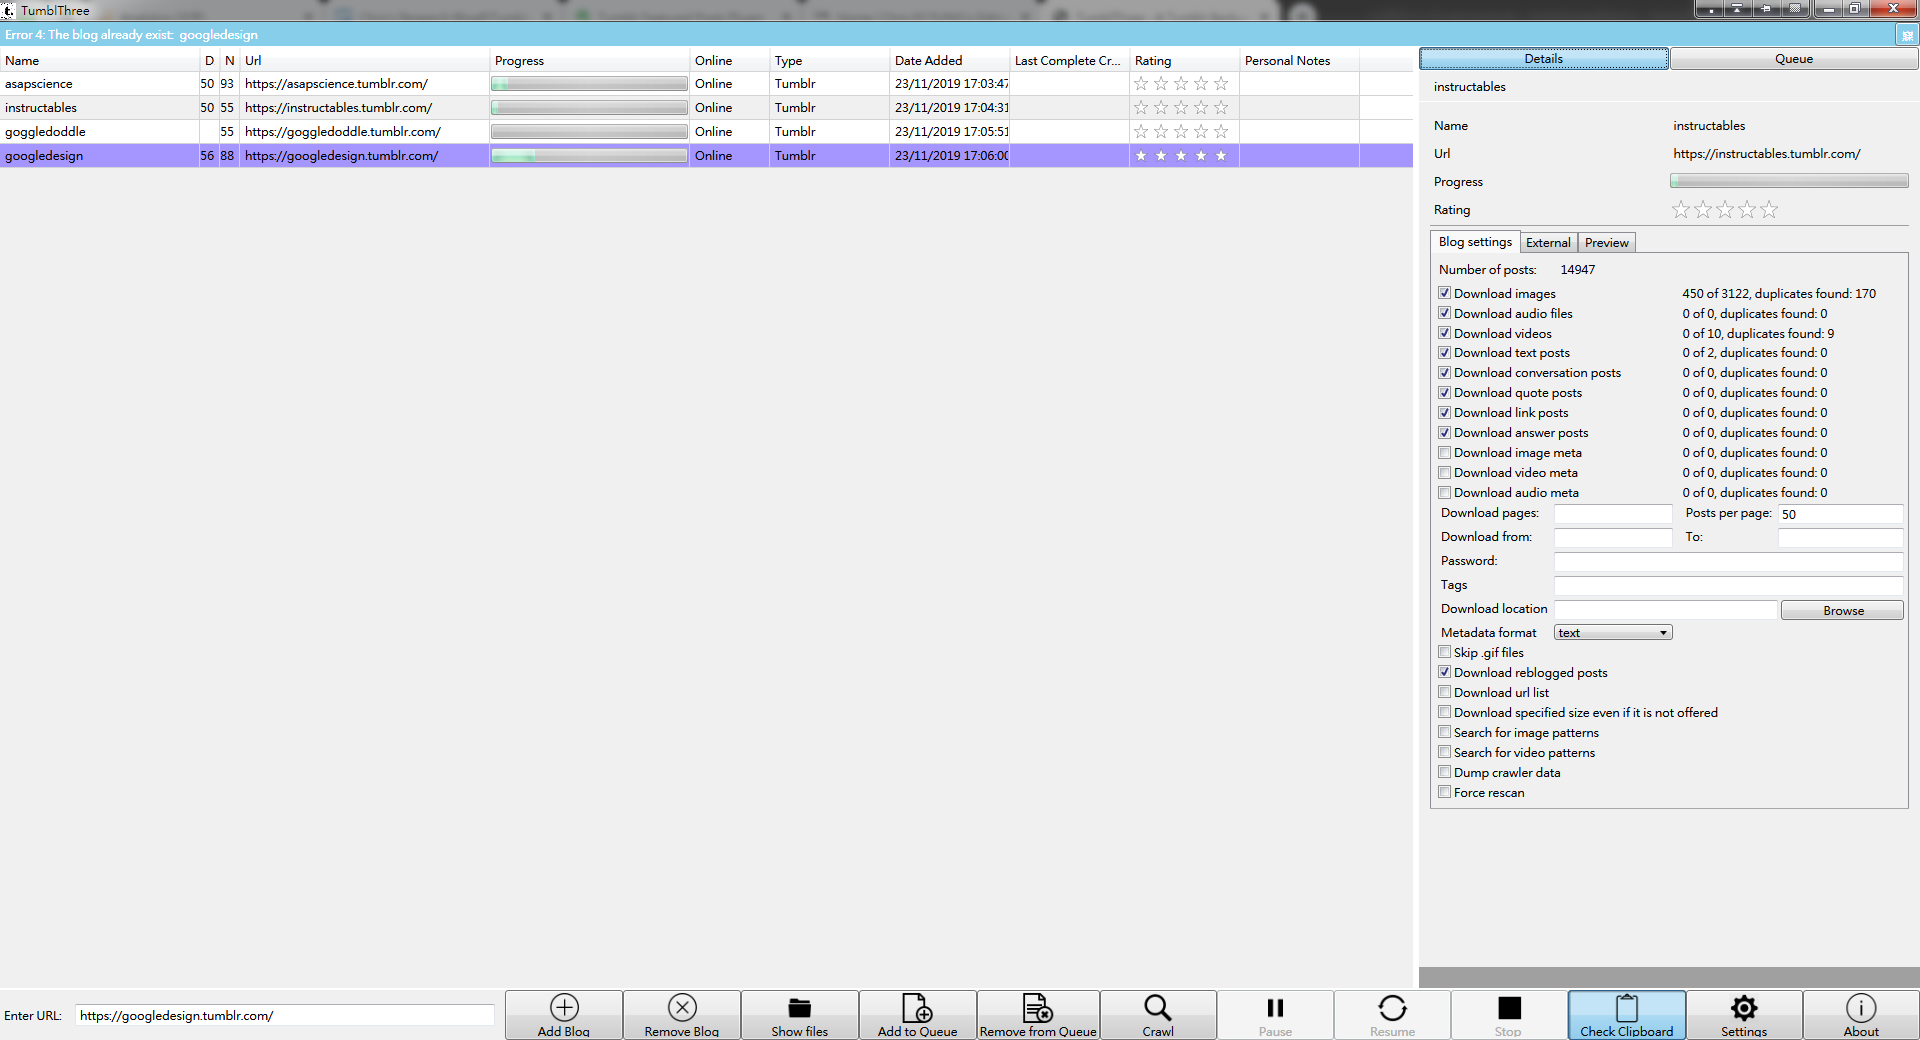 TumblThree
Error 4: The blog already exist: googledesign
Name D N Url Progress Online Type Date Added Last Complete Cr... Rating Personal Notes
asapscience 50 93 https://asapscience.tumblr.com/ Online Tumblr 23/11/2019 17:03:47
instructables 50 55 https://instructables.tumblr.com/ Online Tumblr 23/11/2019 17:04:31
goggledoddle 55 https://goggledoddle.tumblr.com/ Online Tumblr 23/11/2019 17:05:51
googledesign 56 88 https://googledesign.tumblr.com/ Online Tumblr 23/11/2019 17:06:00
Details Queue
instructables
Name instructables
Url https://instructables.tumblr.com/
Progress
Rating
Blog settings External Preview
Number of posts: 14947
Download images 450 of 3122, duplicates found: 170
Download audio files 0 of 0, duplicates found: 0
Download videos 0 of 10, duplicates found: 9
Download text posts 0 of 2, duplicates found: 0
Download conversation posts 0 of 0, duplicates found: 0
Download quote posts 0 of 0, duplicates found: 0
Download link posts 0 of 0, duplicates found: 0
Download answer posts 0 of 0, duplicates found: 0
Download image meta 0 of 0, duplicates found: 0
Download video meta 0 of 0, duplicates found: 0
Download audio meta 0 of 0, duplicates found: 0
Download pages: Posts per page: 50
Download from: To:
Password:
Tags
Download location Browse
Metadata format text
Skip .gif files
Download reblogged posts
Download url list
Download specified size even if it is not offered
Search for image patterns
Search for video patterns
Dump crawler data
Force rescan
Enter URL: https://googledesign.tumblr.com/ Add Blog Remove Blog Show files Add to Queue Remove from Queue Crawl Pause Resume Stop Check Clipboard Settings About